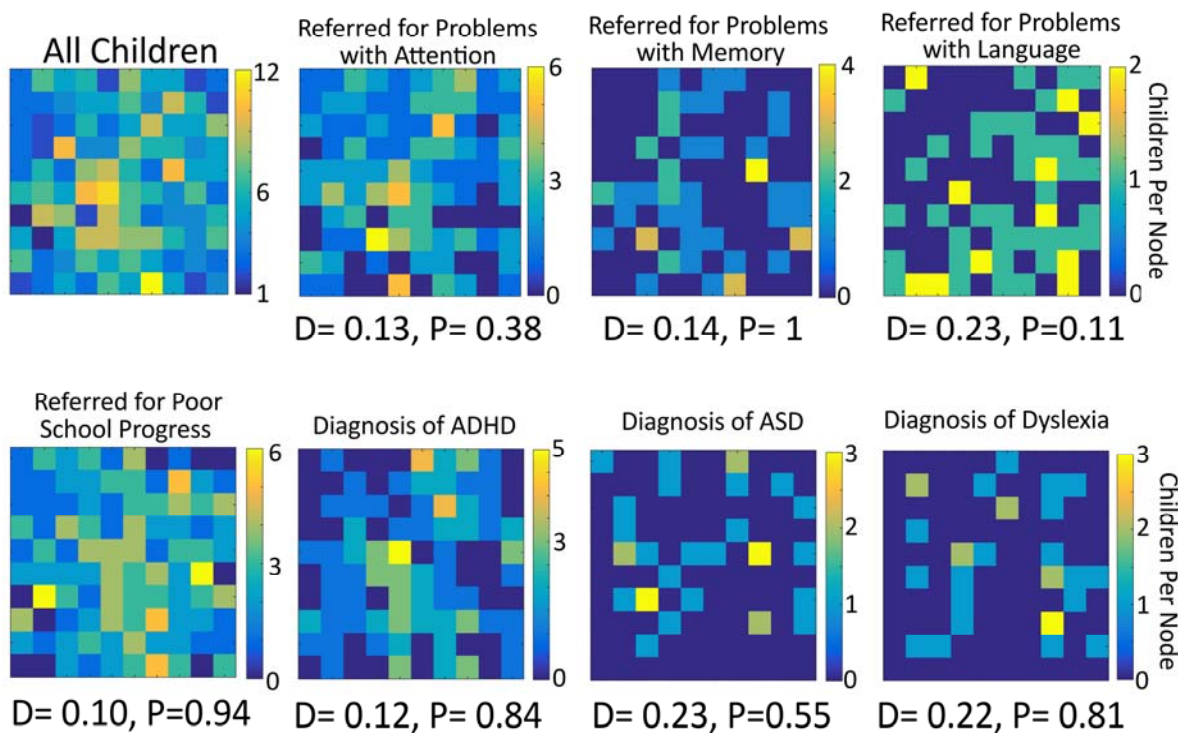 All Children
12
6
1
Referred for Problems
with Attention
6
3
0
D= 0.13, P= 0.38
Referred for Problems
with Memory
4
2
0
D= 0.14, P= 1
Referred for Problems
with Language
2
1
0
Children Per Node
D= 0.23, P=0.11
Referred for Poor
School Progress
6
3
0
D= 0.10, P=0.94
Diagnosis of ADHD
5
3
0
D= 0.12, P= 0.84
Diagnosis of ASD
3
2
1
0
D= 0.23, P=0.55
Diagnosis of Dyslexia
3
2
1
0
Children Per Node
D= 0.22, P= 0.81